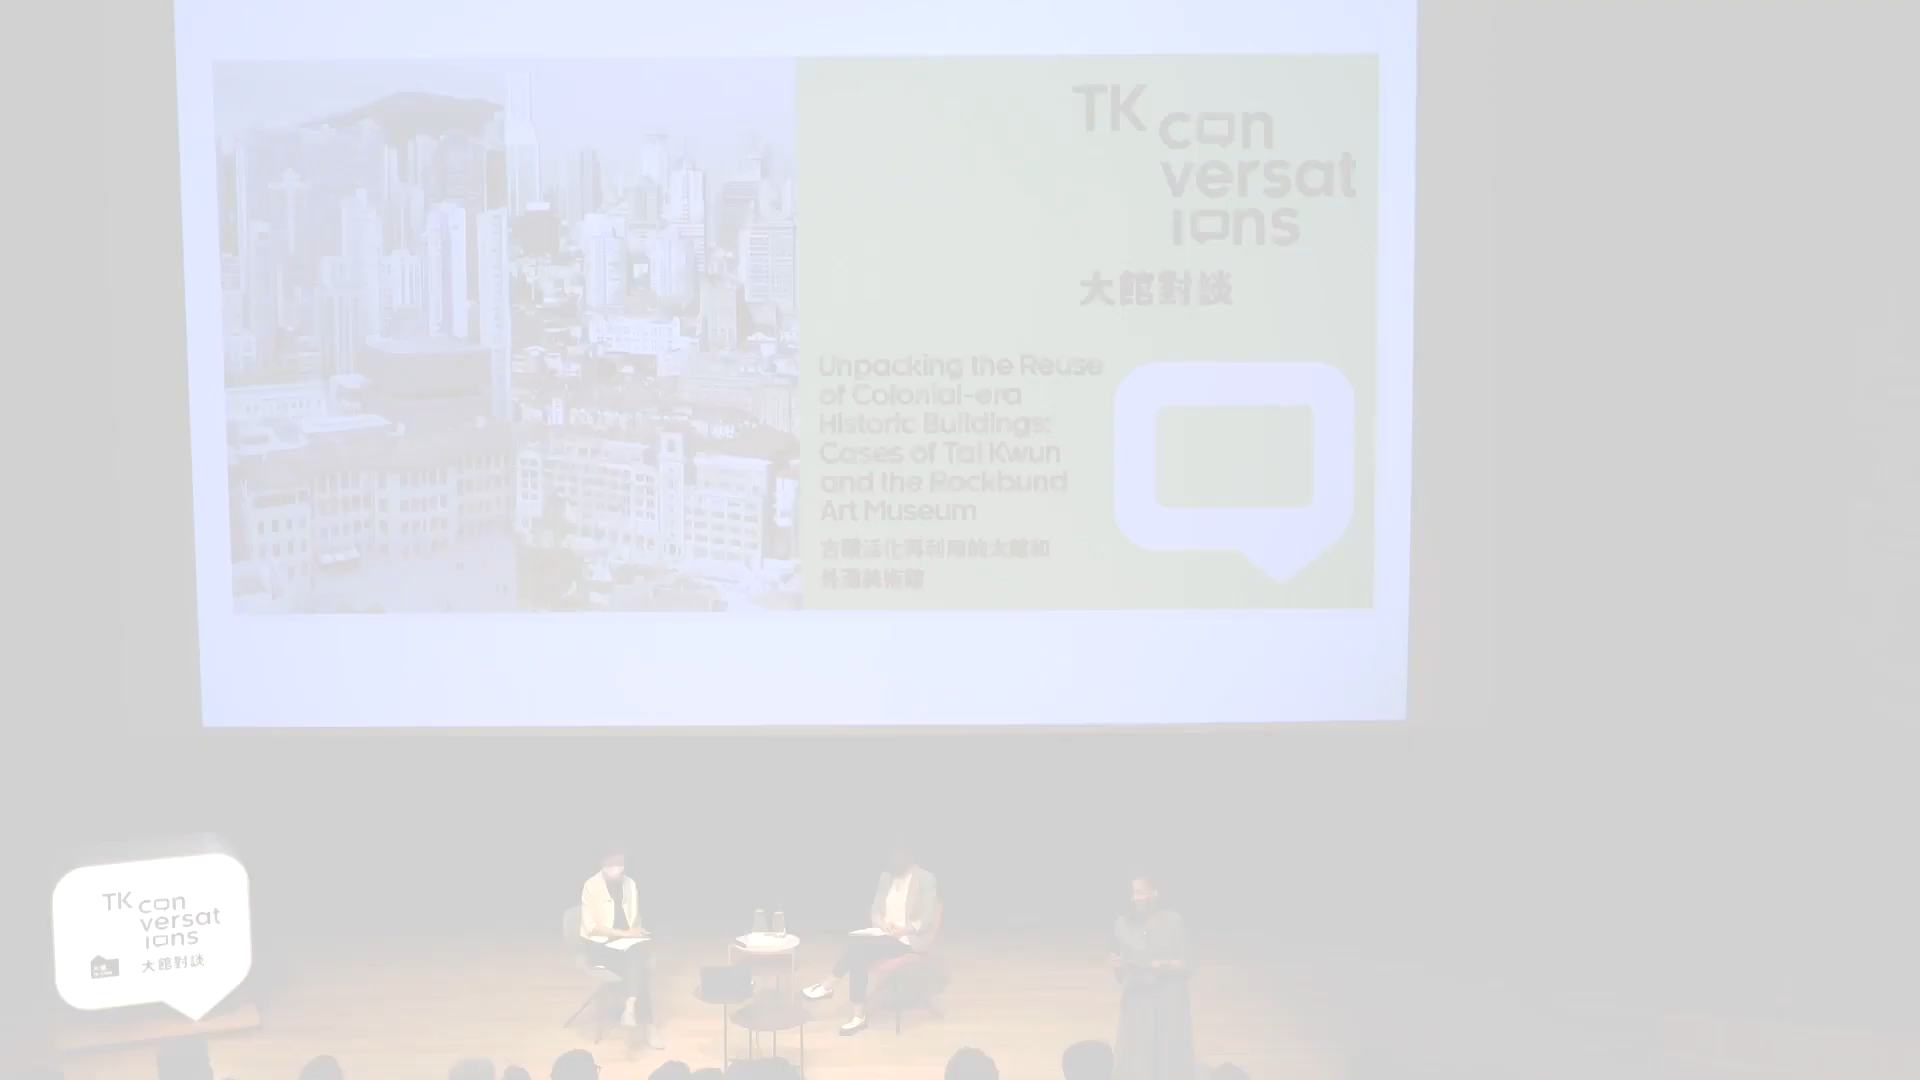 TK
con
versat
ions
大館對談
Unpacking the Reuse
of Colonial-era
Historic Buildings:
Cases of Tai Kwun
and the Rockbund
Art Museum
古蹟活化再利用的大館和
外灘美術館
TK
con
versat
ions
大館對談